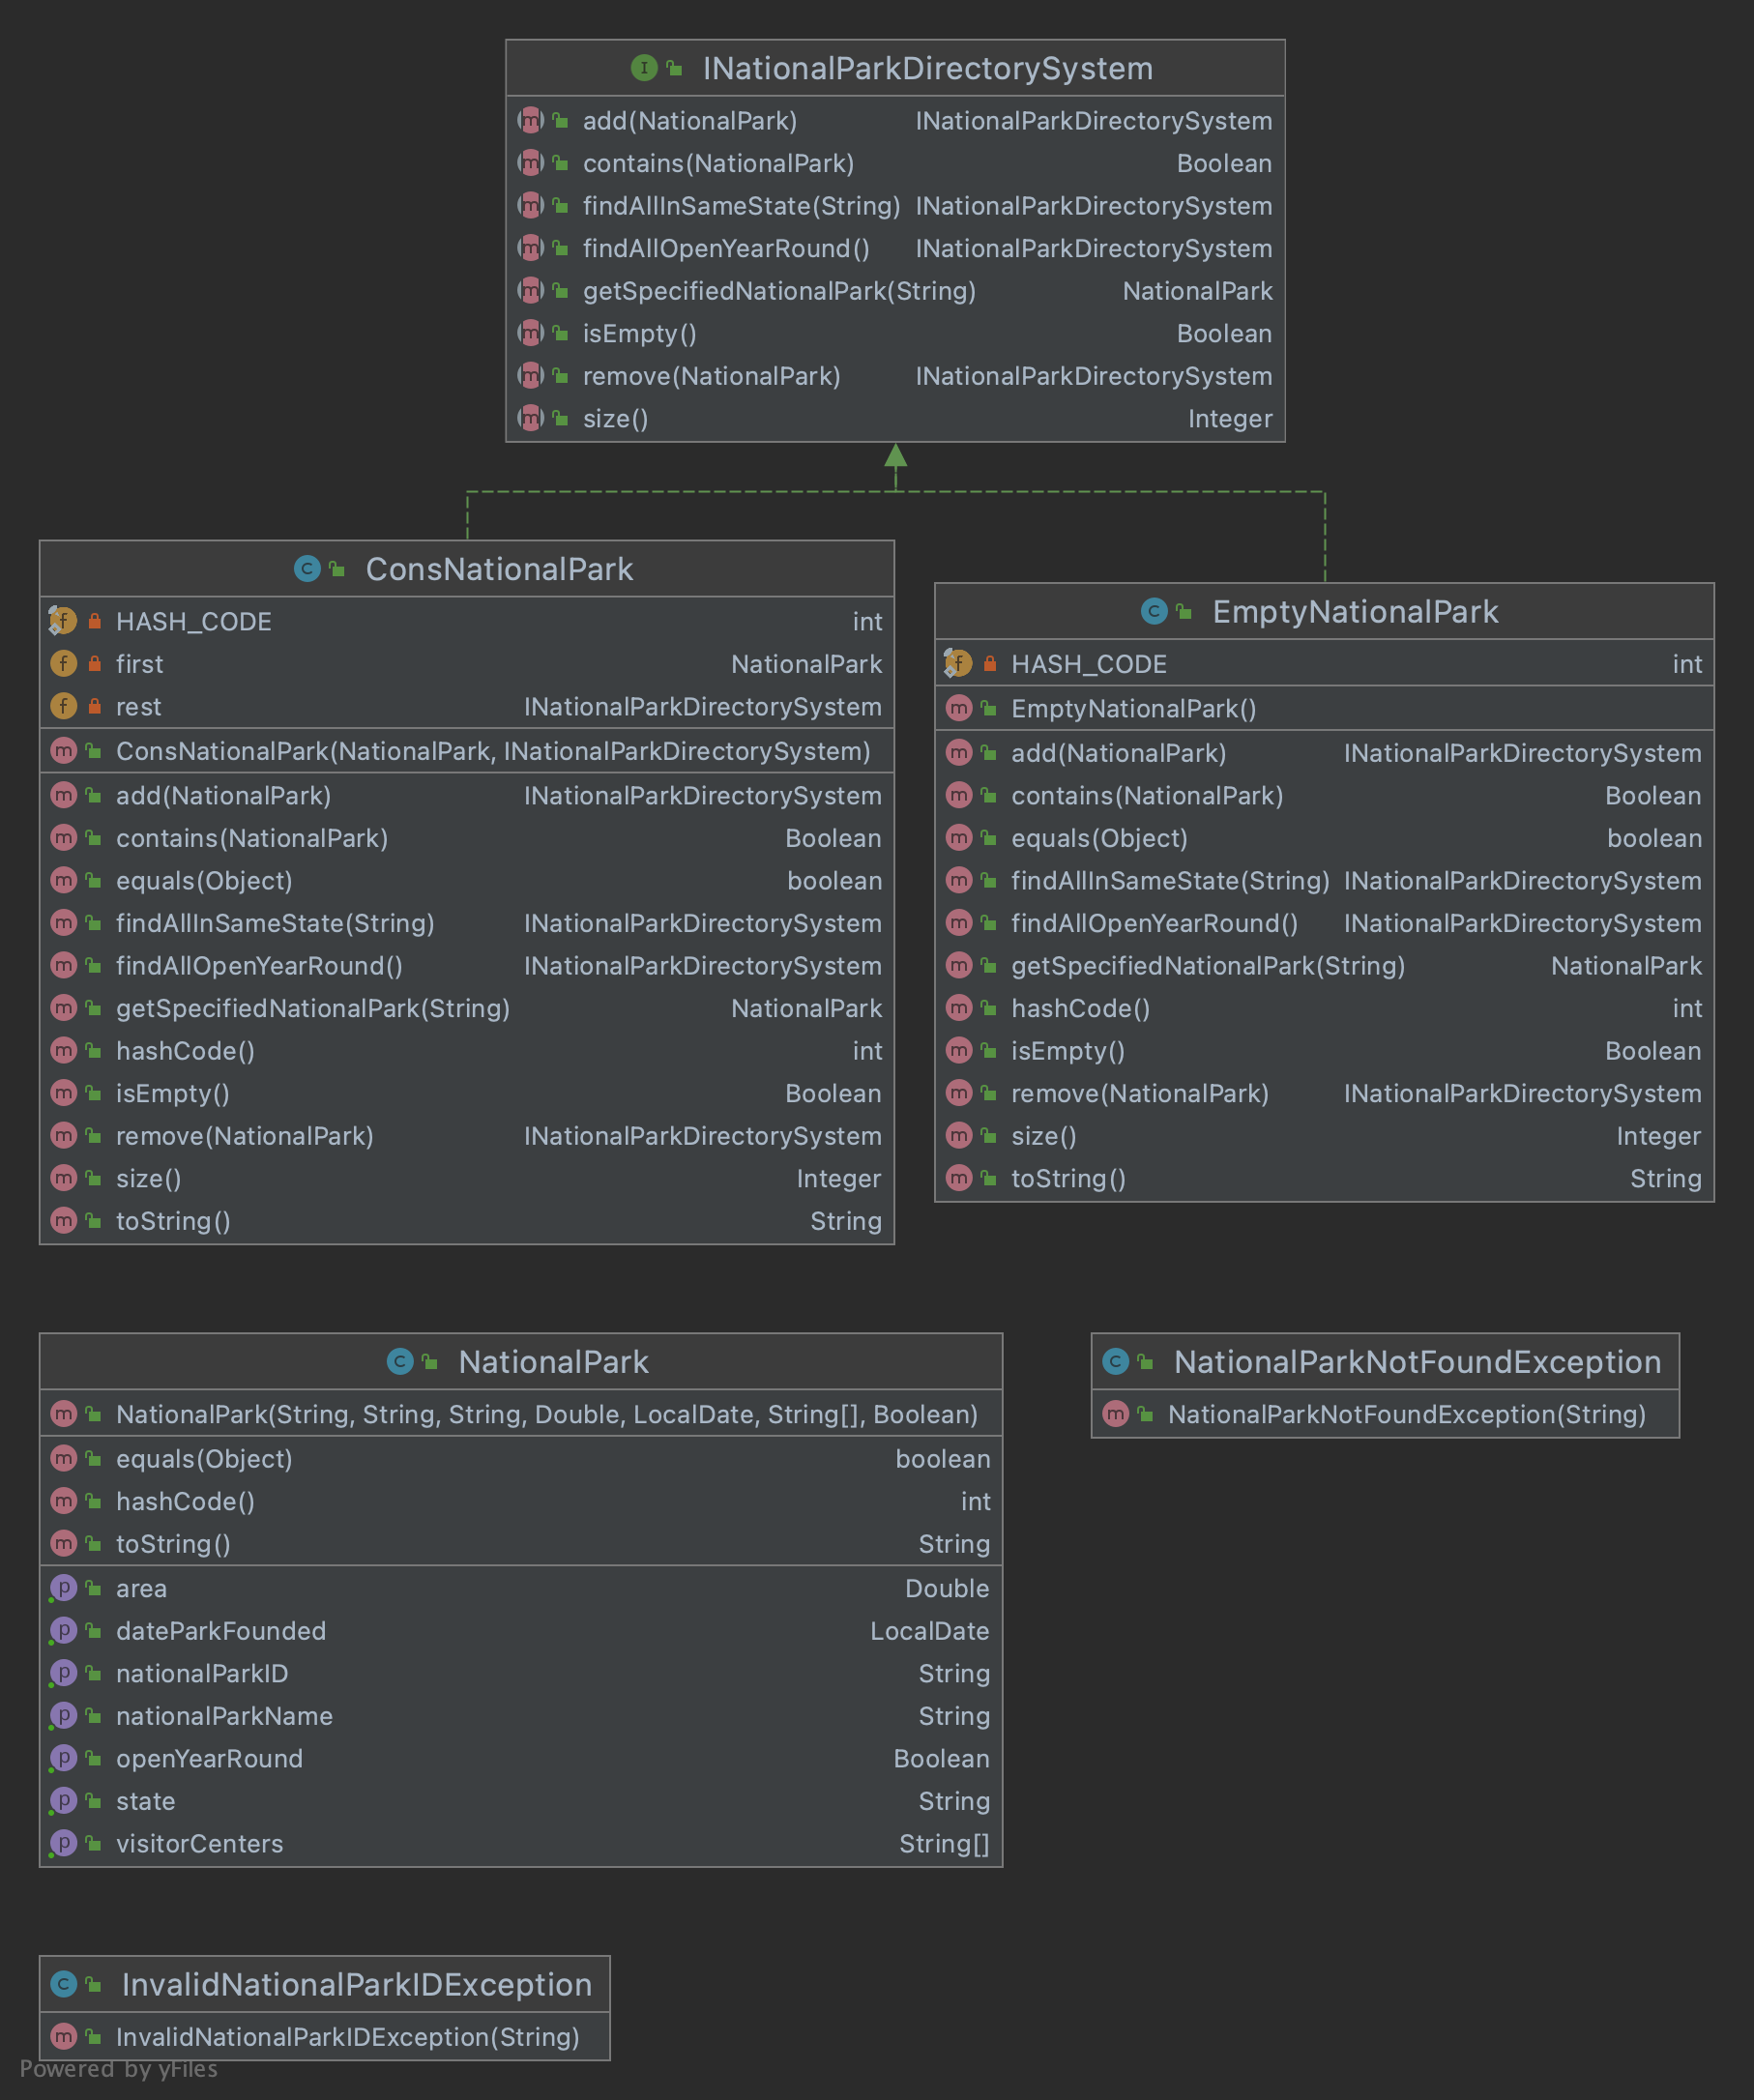 INationalParkDirectorySystem
add(NationalPark) INationalParkDirectorySystem
contains(NationalPark) Boolean
findAllInSameState(String) INationalParkDirectorySystem
findAllOpenYearRound() INationalParkDirectorySystem
getSpecifiedNationalPark(String) NationalPark
isEmpty() Boolean
remove(NationalPark) INationalParkDirectorySystem
size() Integer
ConsNationalPark
HASH_CODE int
first NationalPark
rest INationalParkDirectorySystem
ConsNationalPark(NationalPark, INationalParkDirectorySystem)
add(NationalPark) INationalParkDirectorySystem
contains(NationalPark) Boolean
equals(Object) boolean
findAllInSameState(String) INationalParkDirectorySystem
findAllOpenYearRound() INationalParkDirectorySystem
getSpecifiedNationalPark(String) NationalPark
hashCode() int
isEmpty() Boolean
remove(NationalPark) INationalParkDirectorySystem
size() Integer
toString() String
EmptyNationalPark
HASH_CODE int
EmptyNationalPark()
add(NationalPark) INationalParkDirectorySystem
contains(NationalPark) Boolean
equals(Object) boolean
findAllInSameState(String) INationalParkDirectorySystem
findAllOpenYearRound() INationalParkDirectorySystem
getSpecifiedNationalPark(String) NationalPark
hashCode() int
isEmpty() Boolean
remove(NationalPark) INationalParkDirectorySystem
size() Integer
toString() String
NationalPark
NationalPark(String, String, String, Double, LocalDate, String[], Boolean)
equals(Object) boolean
hashCode() int
toString() String
area Double
dateParkFounded LocalDate
nationalParkID String
nationalParkName String
openYearRound Boolean
state String
visitorCenters String[]
NationalParkNotFoundException
NationalParkNotFoundException(String)
InvalidNationalParkIDException
InvalidNationalParkIDException(String)
Powered by yFiles